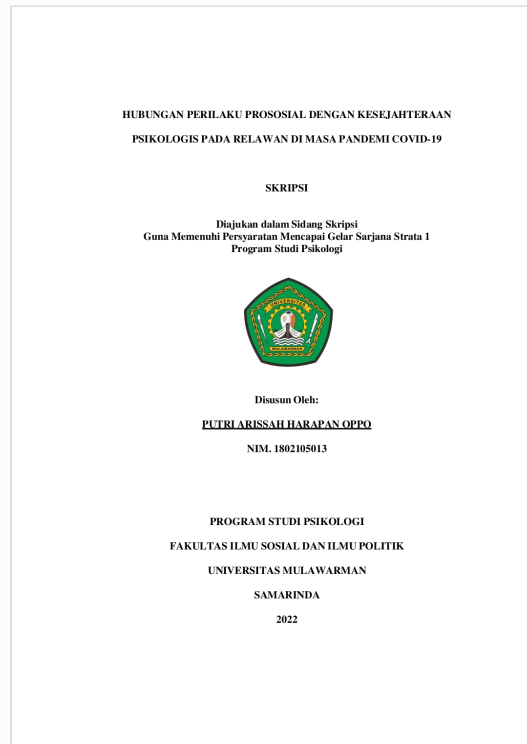 HUBUNGAN PERILAKU PROSOSIAL DENGAN KESEJAHTERAAN
PSIKOLOGIS PADA RELAWAN DI MASA PANDEMI COVID-19
SKRIPSI
Diajukan dalam Sidang Skripsi
Guna Memenuhi Persyaratan Mencapai Gelar Sarjana Strata 1
Program Studi Psikologi
UNIVERSITAS
MULAWARMAN
Disusun Oleh:
PUTRI ARISSAH HARAPAN OPPO
NIM. 1802105013
PROGRAM STUDI PSIKOLOGI
FAKULTAS ILMU SOSIAL DAN ILMU POLITIK
UNIVERSITAS MULAWARMAN
SAMARINDA
2022